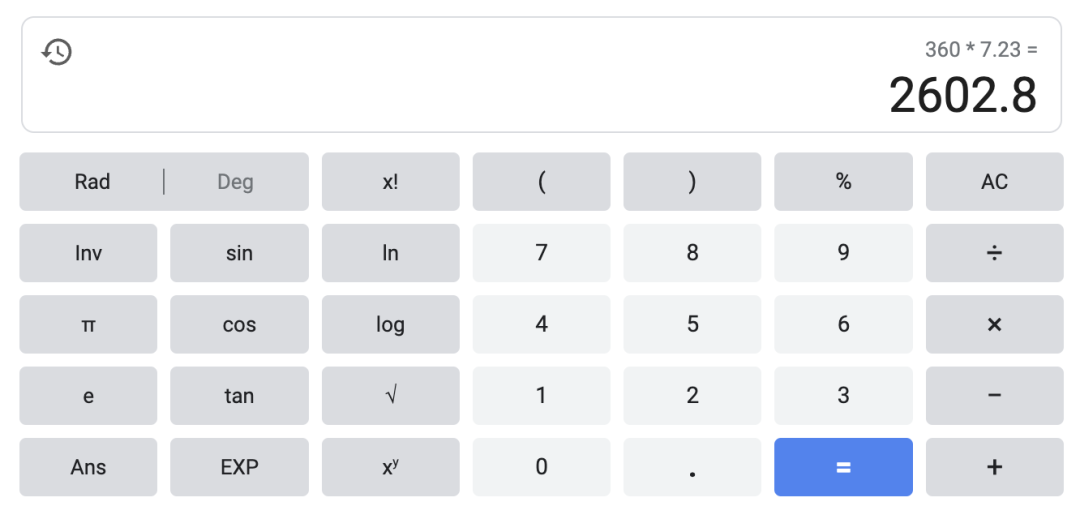 360 * 7.23 =
2602.8
Rad | Deg x! ( ) % AC
Inv sin ln 7 8 9 ÷
π cos log 4 5 6 ×
e tan √ 1 2 3 −
Ans EXP xʸ 0 . = +